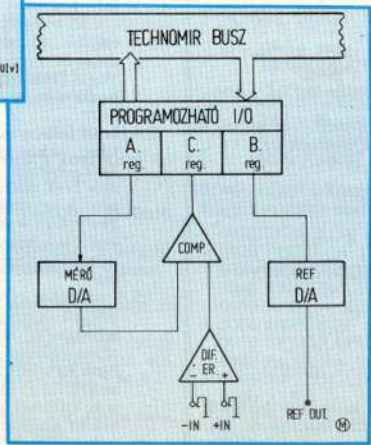 U[v]
TECHNOMIR BUSZ
PROGRAMOZHATÓ I/O
A. C. B.
reg. reg. reg.
COMP.
MÉRŐ REF
D/A D/A
DIF.
ER.
- +
-IN +IN
REF OUT.
M